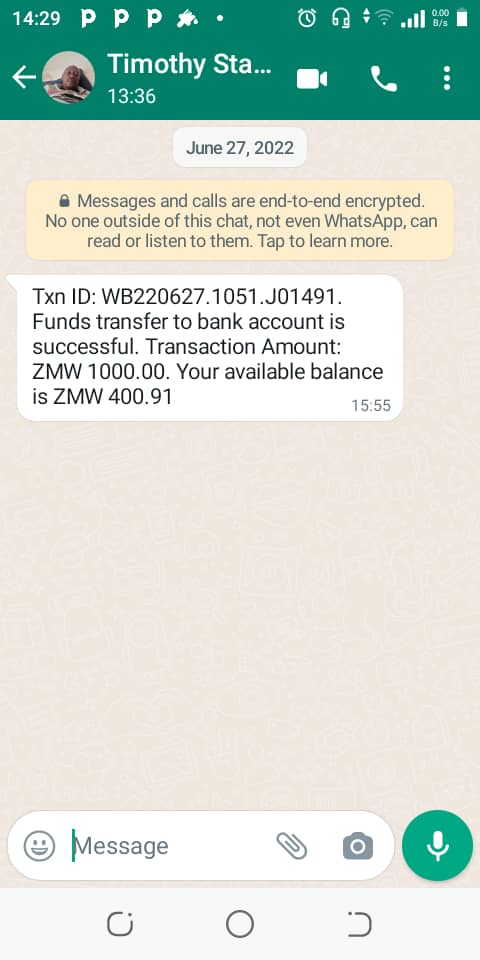 14:29
0.00
B/s
Timothy Sta...
13:36
June 27, 2022
Messages and calls are end-to-end encrypted.
No one outside of this chat, not even WhatsApp, can
read or listen to them. Tap to learn more.
Txn ID: WB220627.1051.J01491.
Funds transfer to bank account is
successful. Transaction Amount:
ZMW 1000.00. Your available balance
is ZMW 400.91
15:55
Message